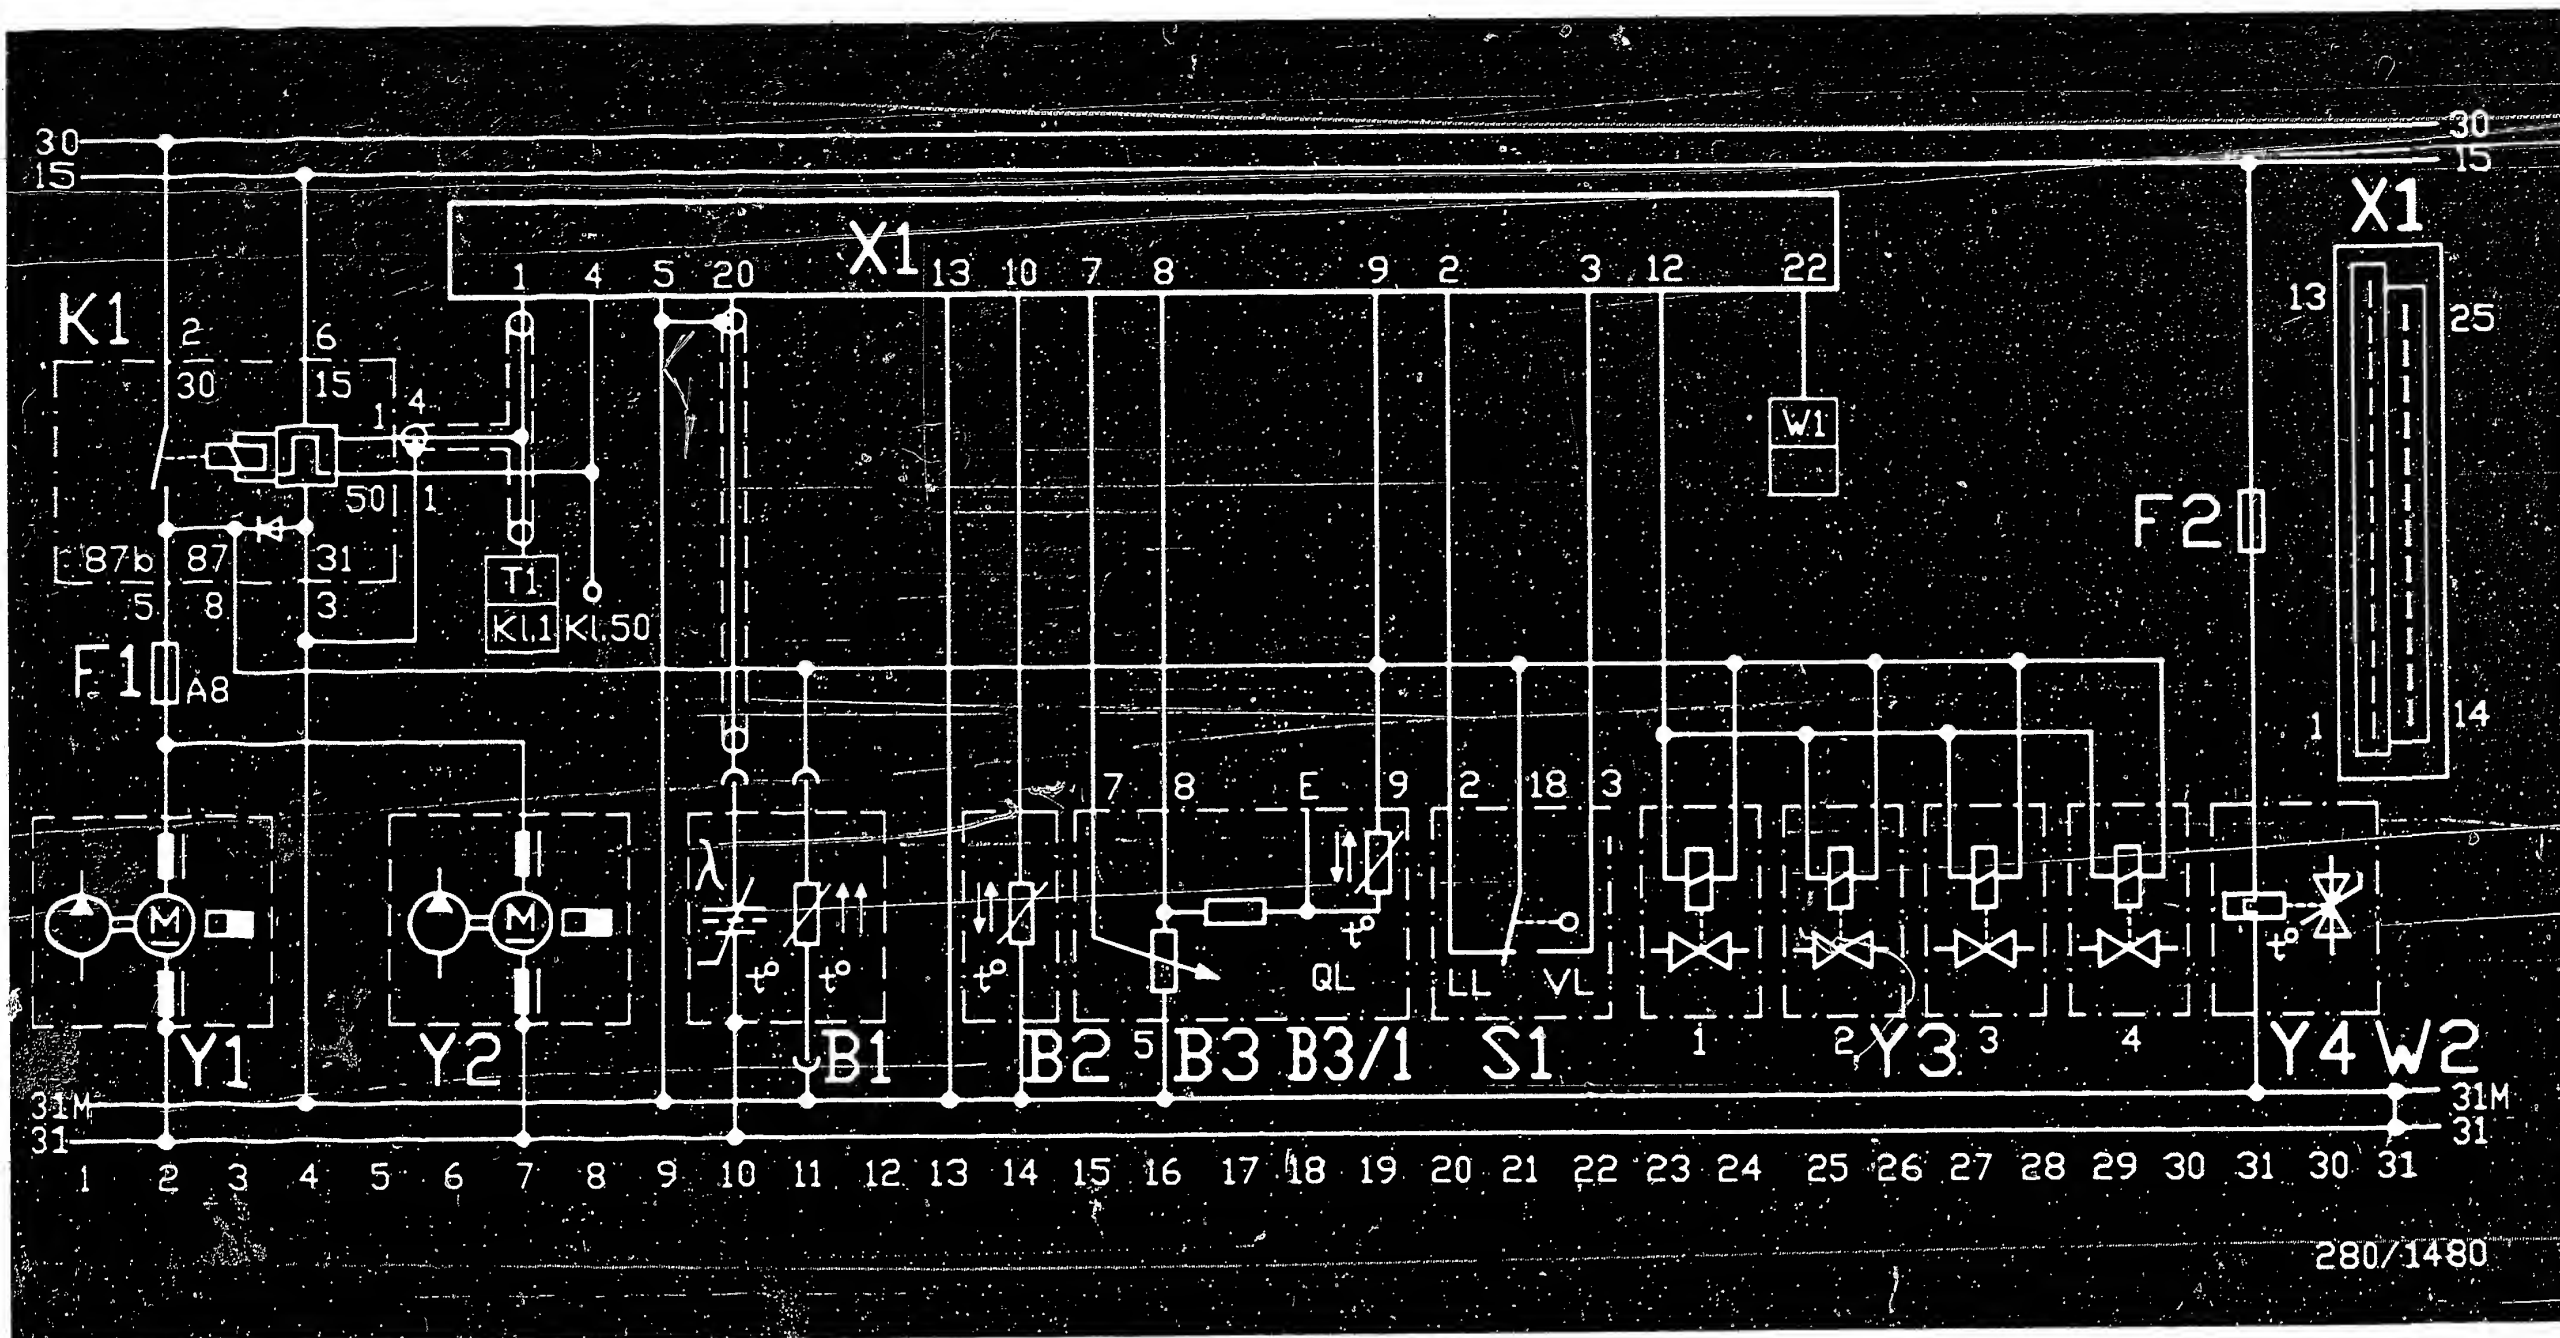 30 30
15 15
X1
X1
1 4 5 20 13 10 7 8 9 2 3 12 22
13 25
K1 2 6
30 15
1 4
W1
50 1
F2
87b 87 31
T1
5 8 3
Kl.1 Kl.50
F1 A8
1 14
7 8 E 9 2 18 3
λ
M M
t° t° t° t° t°
QL LL VL
1 2 3 4
Y1 Y2 B1 B2 5 B3 B3/1 S1 Y3 Y4 W2
31M 31M
31 31
1 2 3 4 5 6 7 8 9 10 11 12 13 14 15 16 17 18 19 20 21 22 23 24 25 26 27 28 29 30 31 30 31
280/1480